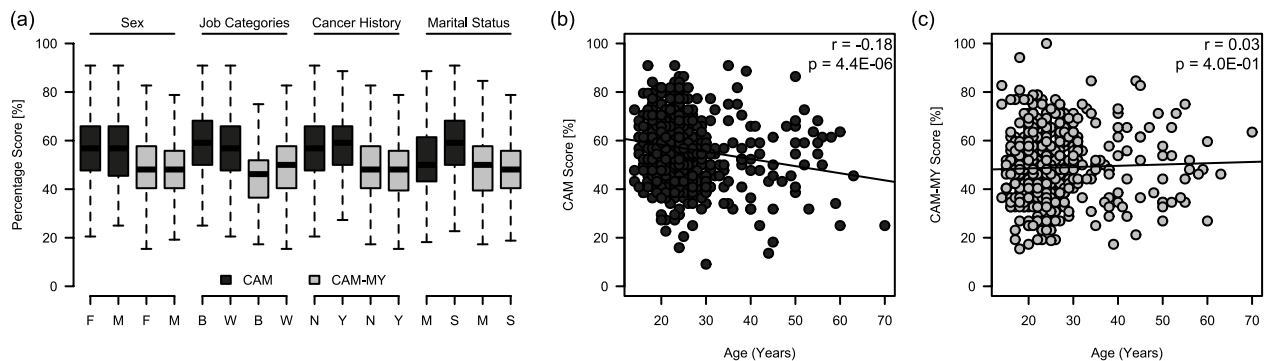 (a)
Sex Job Categories Cancer History Marital Status
Percentage Score [%]
100
80
60
40
20
0
CAM CAM-MY
F M F M B W B W N Y N Y M S M S
(b)
r = -0.18
p = 4.4E-06
CAM Score [%]
100
80
60
40
20
0
20 30 40 50 60 70
Age (Years)
(c)
r = 0.03
p = 4.0E-01
CAM-MY Score [%]
100
80
60
40
20
0
20 30 40 50 60 70
Age (Years)